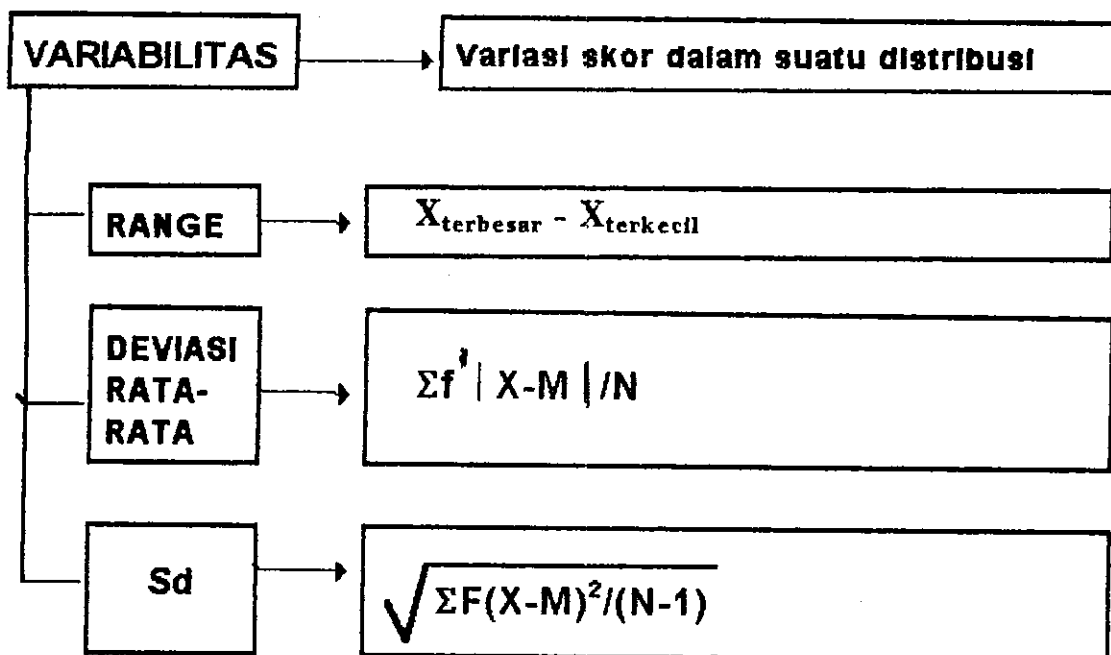 VARIABILITAS
Variasi skor dalam suatu distribusi
RANGE
X_terbesar - X_terkecil
DEVIASI
RATA-
RATA
Σf | X-M | /N
Sd
√ΣF(X-M)²/(N-1)